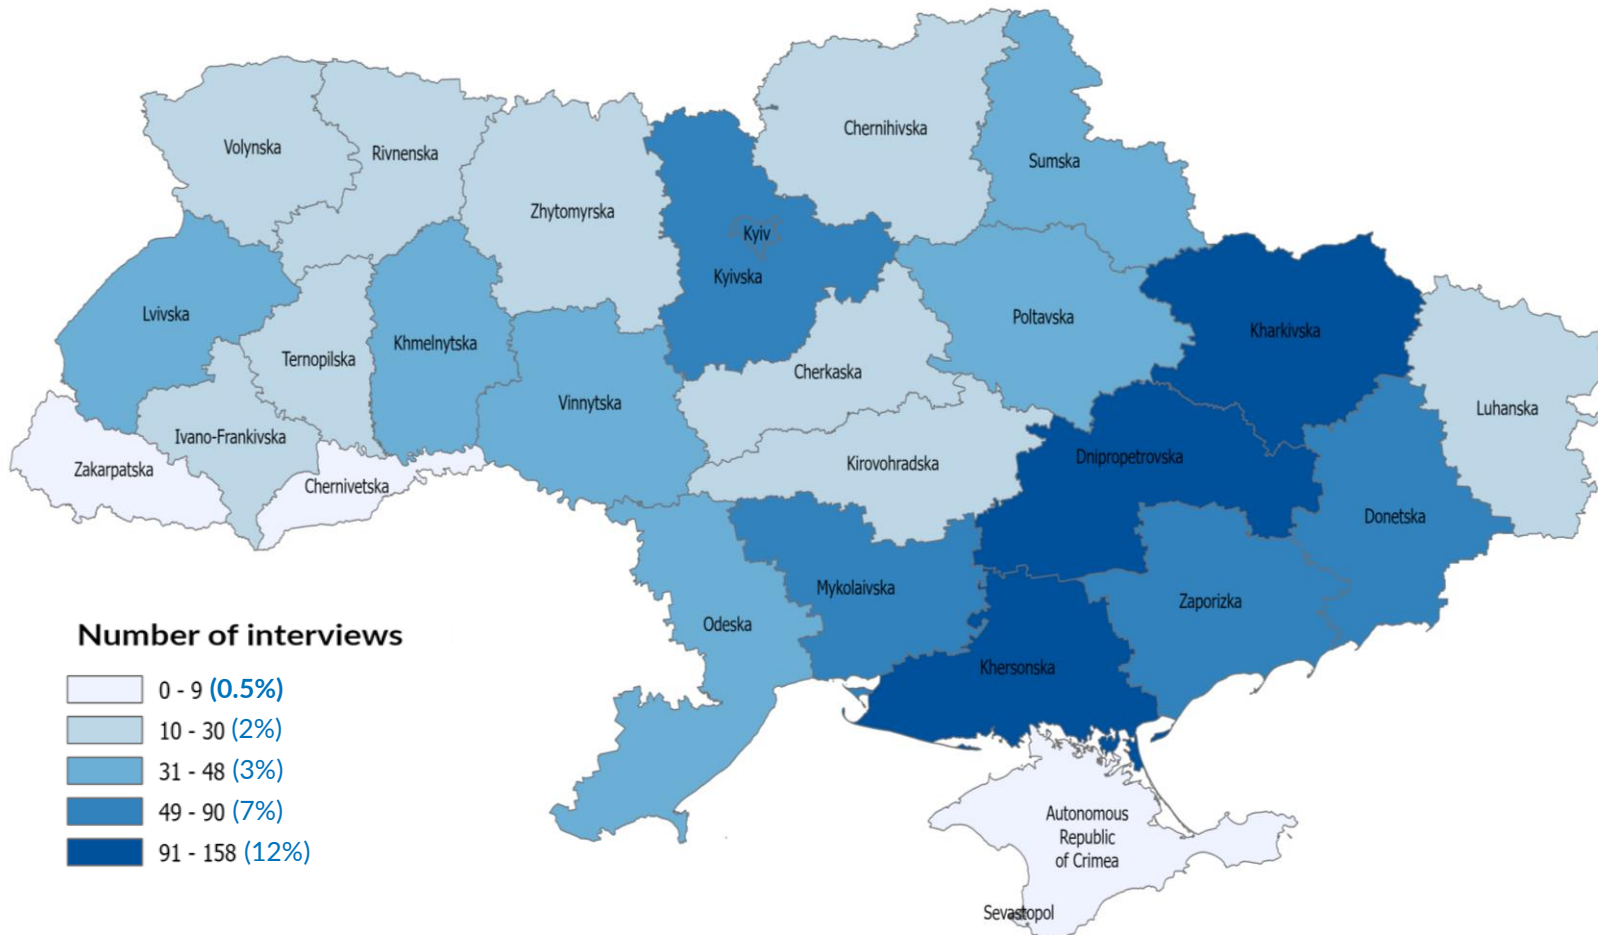 Volynska
Rivnenska
Zhytomyrska
Chernihivska
Sumska
Kyiv
Kyivska
Lvivska
Ternopilska
Khmelnytska
Vinnytska
Cherkaska
Poltavska
Kharkivska
Luhanska
Zakarpatska
Ivano-Frankivska
Chernivetska
Kirovohradska
Dnipropetrovska
Donetska
Odeska
Mykolaivska
Zaporizka
Khersonska
Autonomous
Republic
of Crimea
Sevastopol
Number of interviews
0 - 9 (0.5%)
10 - 30 (2%)
31 - 48 (3%)
49 - 90 (7%)
91 - 158 (12%)